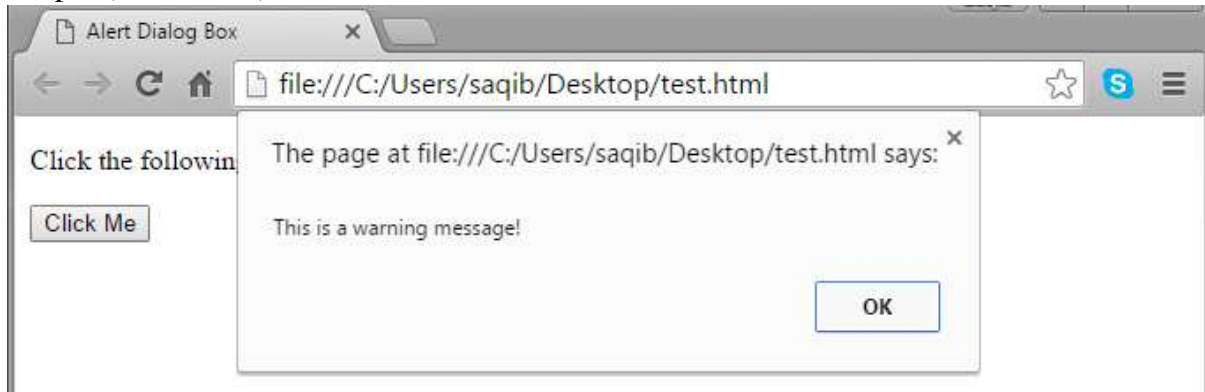 Alert Dialog Box
file:///C:/Users/saqib/Desktop/test.html
The page at file:///C:/Users/saqib/Desktop/test.html says:
Click the followin
This is a warning message!
Click Me
OK